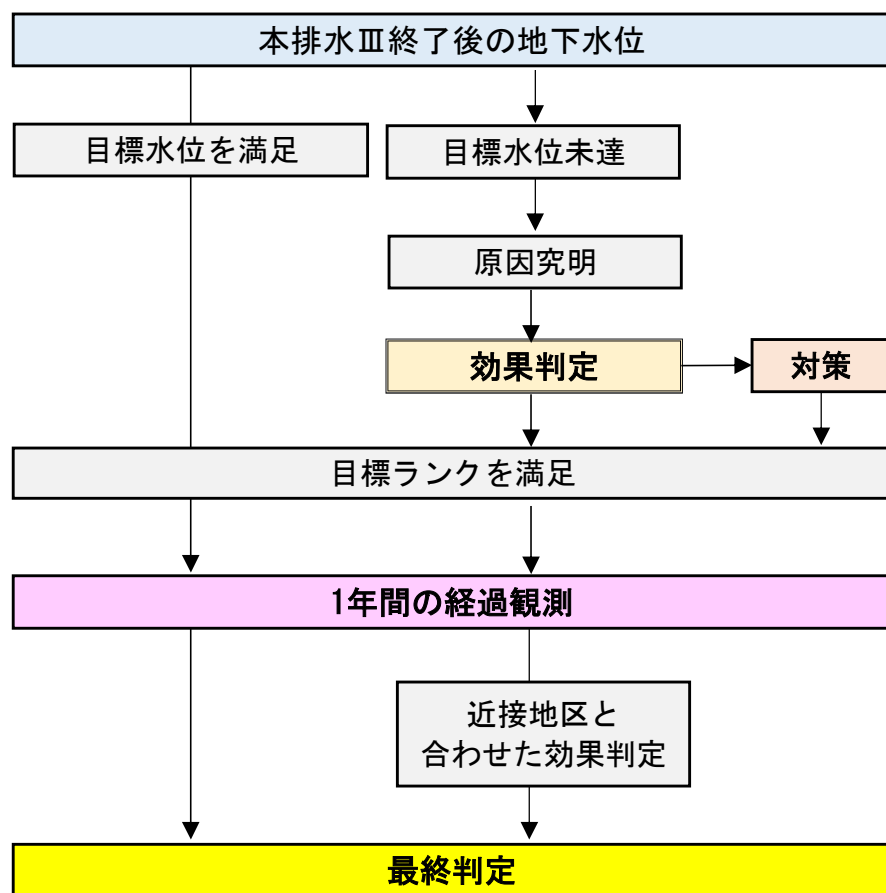 本排水Ⅲ終了後の地下水位
目標水位を満足
目標水位未達
原因究明
効果判定
対策
目標ランクを満足
1年間の経過観測
近接地区と
合わせた効果判定
最終判定